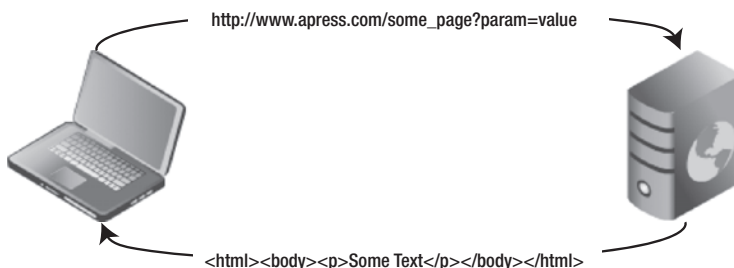 http://www.apress.com/some_page?param=value
<html><body><p>Some Text</p></body></html>